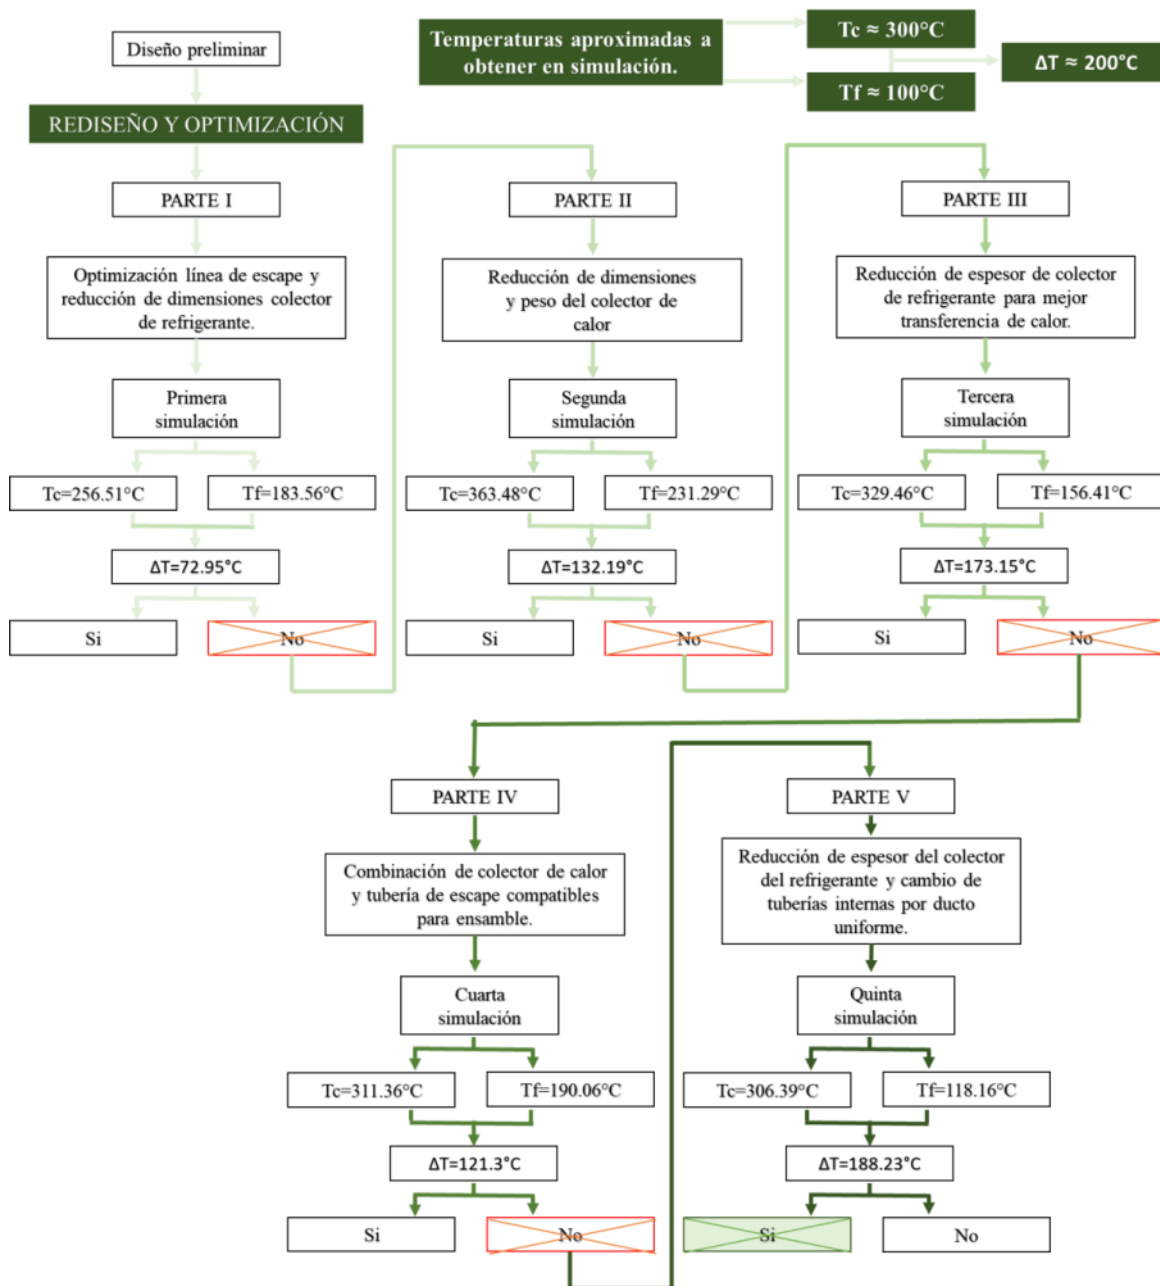 Diseño preliminar
REDISEÑO Y OPTIMIZACIÓN
Temperaturas aproximadas a
obtener en simulación.
Tc ≈ 300°C
Tf ≈ 100°C
ΔT ≈ 200°C
PARTE I
Optimización línea de escape y
reducción de dimensiones colector
de refrigerante.
Primera
simulación
Tc=256.51°C
Tf=183.56°C
ΔT=72.95°C
Si
No
PARTE II
Reducción de dimensiones
y peso del colector de
calor
Segunda
simulación
Tc=363.48°C
Tf=231.29°C
ΔT=132.19°C
Si
No
PARTE III
Reducción de espesor de colector
de refrigerante para mejor
transferencia de calor.
Tercera
simulación
Tc=329.46°C
Tf=156.41°C
ΔT=173.15°C
Si
No
PARTE IV
Combinación de colector de calor
y tubería de escape compatibles
para ensamble.
Cuarta
simulación
Tc=311.36°C
Tf=190.06°C
ΔT=121.3°C
Si
No
PARTE V
Reducción de espesor del colector
del refrigerante y cambio de
tuberías internas por ducto
uniforme.
Quinta
simulación
Tc=306.39°C
Tf=118.16°C
ΔT=188.23°C
Si
No